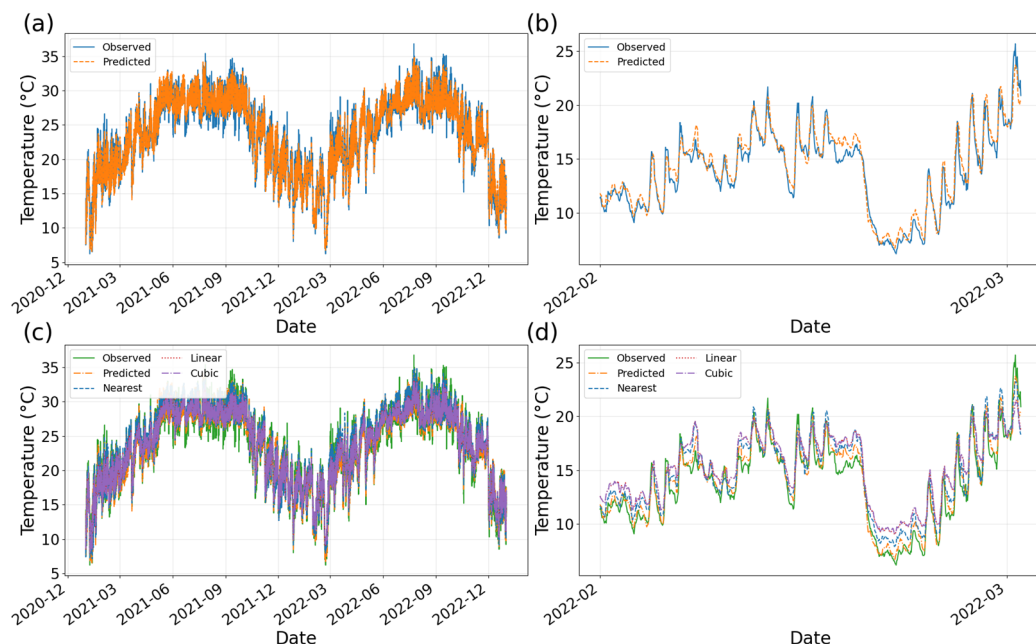 (a)
Observed
Predicted
Temperature (°C)
35
30
25
20
15
10
5
2020-12
2021-03
2021-06
2021-09
2021-12
2022-03
2022-06
2022-09
2022-12
Date
(b)
Observed
Predicted
Temperature (°C)
25
20
15
10
2022-02
2022-03
Date
(c)
Observed
Predicted
Nearest
Linear
Cubic
Temperature (°C)
35
30
25
20
15
10
5
2020-12
2021-03
2021-06
2021-09
2021-12
2022-03
2022-06
2022-09
2022-12
Date
(d)
Observed
Predicted
Nearest
Linear
Cubic
Temperature (°C)
25
20
15
10
2022-02
2022-03
Date